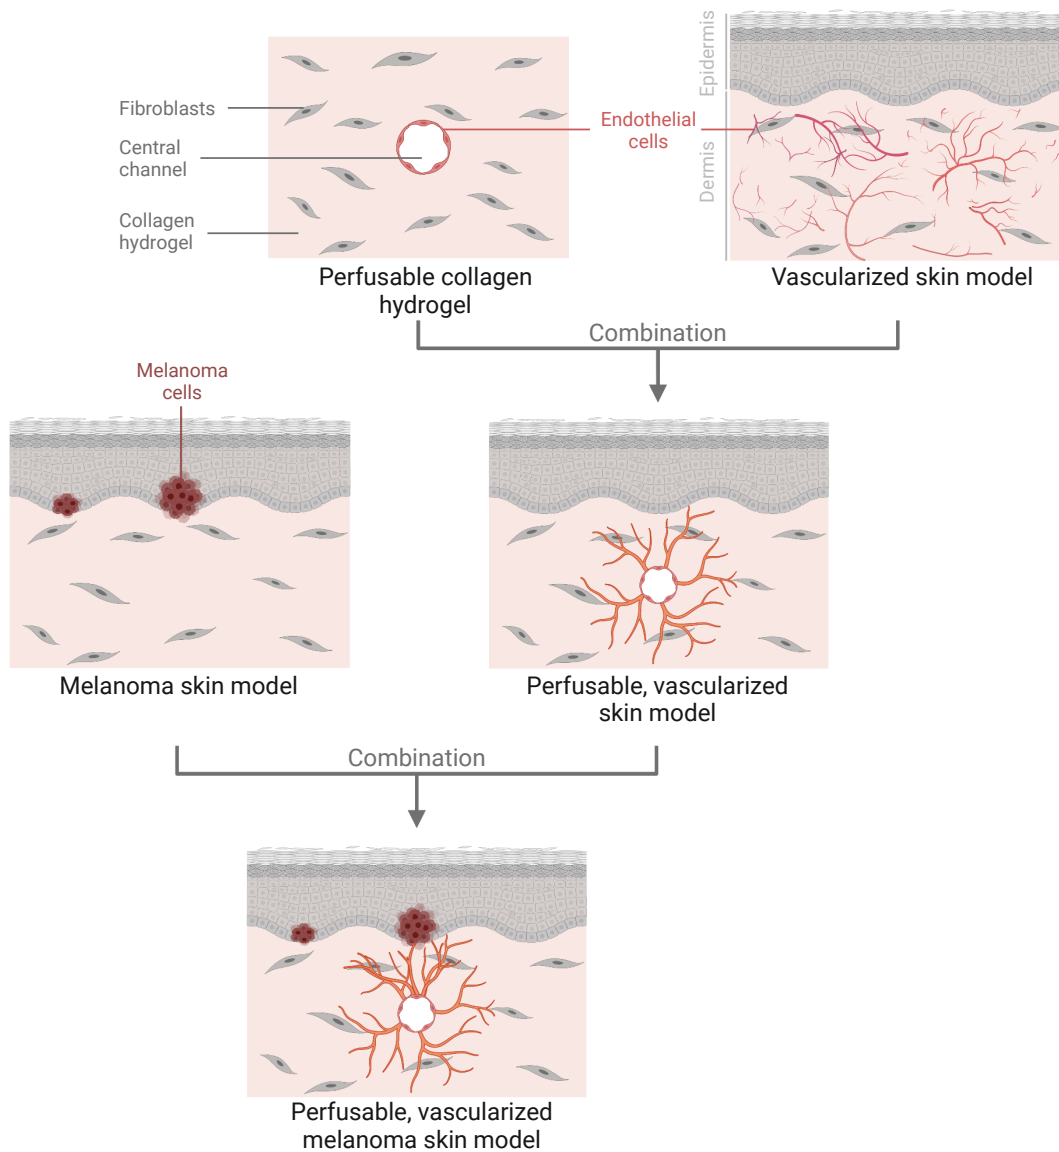 Fibroblasts
Central
channel
Collagen
hydrogel
Endothelial
cells
Epidermis
Dermis
Perfusable collagen
hydrogel
Vascularized skin model
Combination
Melanoma
cells
Melanoma skin model
Perfusable, vascularized
skin model
Combination
Perfusable, vascularized
melanoma skin model